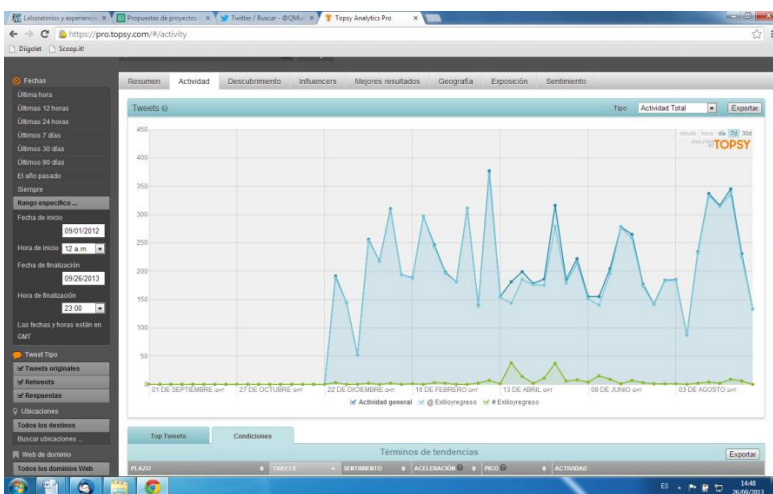 Laboratorios y experiencia
Propuestas de proyectos
Twitter / Buscar - @QMu
Topsy Analytics Pro
https://pro.topsy.com/#/activity
Diigolet
Scoop.it!
Resumen Actividad Descubrimiento Influencers Mejores resultados Geografía Exposición Sentimiento
Fechas
Última hora
Últimas 12 horas
Últimas 24 horas
Últimos 7 días
Últimos 30 días
Últimos 90 días
El año pasado
Siempre
Rango específico ...
Fecha de inicio
09/01/2012
Hora de inicio 12 a.m.
Fecha de finalización
09/26/2013
Hora de finalización
23:00
Las fechas y horas están en
GMT
Tweet Tipo
Tweets originales
Retweets
Respuestas
Ubicaciones
Todos los destinos
Buscar ubicaciones ...
Web de dominio
Todos los dominios Web
Tweets
Tipo Actividad Total Exportar
minuto hora día 7d 30d
TOPSY
450
400
350
300
250
200
150
100
50
0
01 DE SEPTIEMBRE GMT 27 DE OCTUBRE GMT 22 DE DICIEMBRE GMT 16 DE FEBRERO GMT 13 DE ABRIL GMT 08 DE JUNIO GMT 03 DE AGOSTO GMT
Actividad general @ Exilioyregreso # Exilioyregreso
Top Tweets Condiciones
Términos de tendencias Exportar
PLAZO TWEETS SENTIMIENTO ACELERACIÓN PICO ACTIVIDAD
ES 14:48
26/09/2013